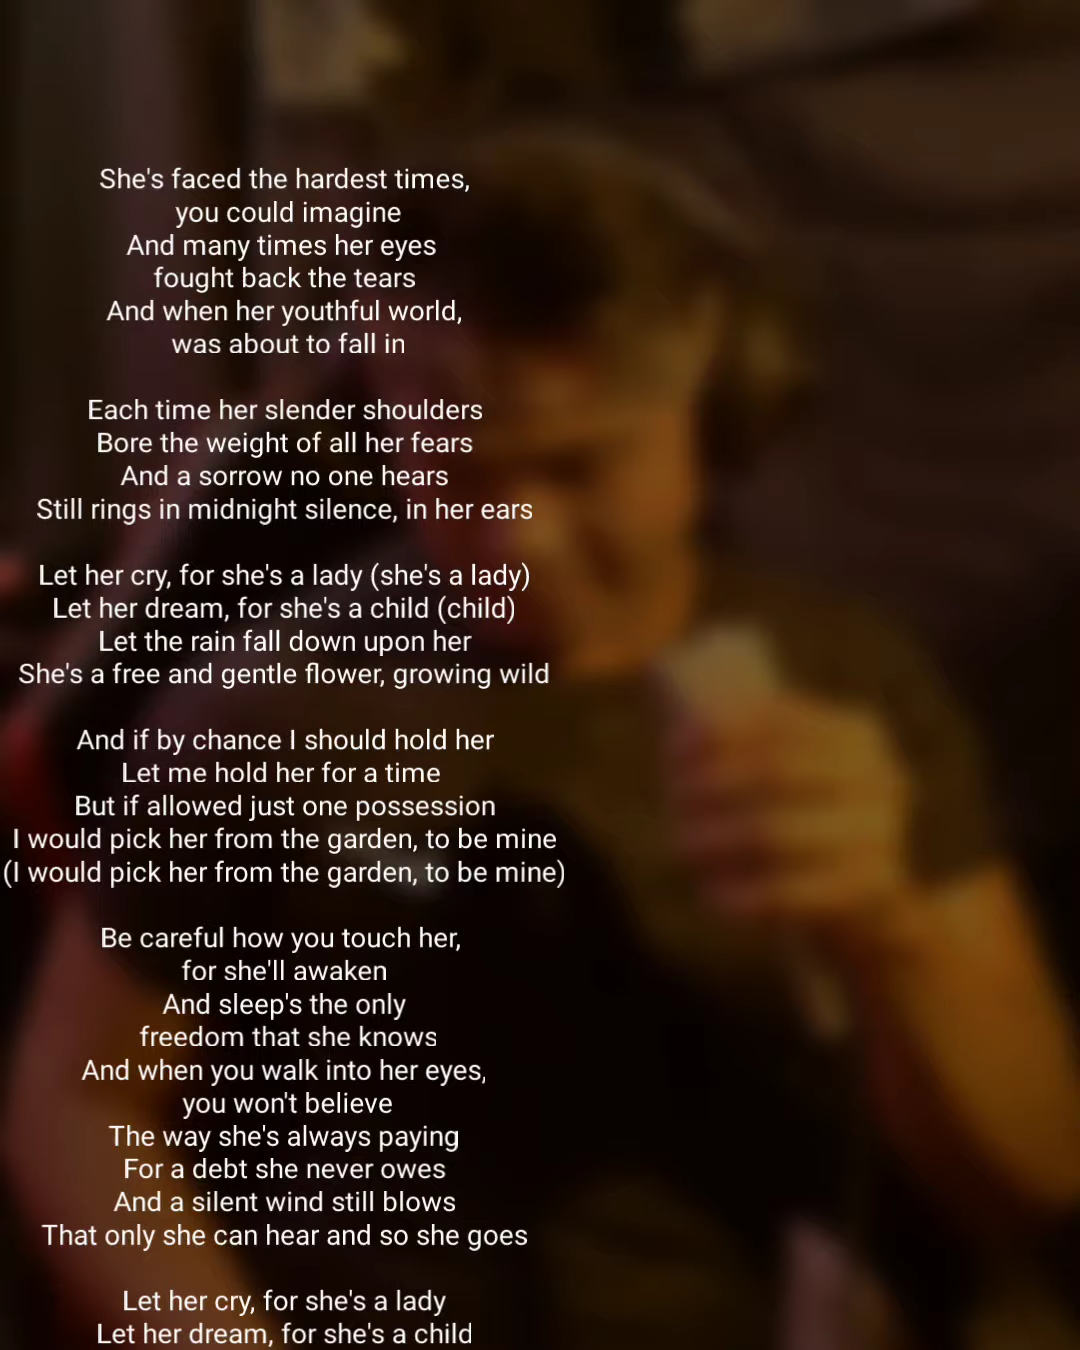 She's faced the hardest times,
you could imagine
And many times her eyes
fought back the tears
And when her youthful world,
was about to fall in
Each time her slender shoulders
Bore the weight of all her fears
And a sorrow no one hears
Still rings in midnight silence, in her ears
Let her cry, for she's a lady (she's a lady)
Let her dream, for she's a child (child)
Let the rain fall down upon her
She's a free and gentle flower, growing wild
And if by chance I should hold her
Let me hold her for a time
But if allowed just one possession
I would pick her from the garden, to be mine
(I would pick her from the garden, to be mine)
Be careful how you touch her,
for she'll awaken
And sleep's the only
freedom that she knows
And when you walk into her eyes,
you won't believe
The way she's always paying
For a debt she never owes
And a silent wind still blows
That only she can hear and so she goes
Let her cry, for she's a lady
Let her dream, for she's a child